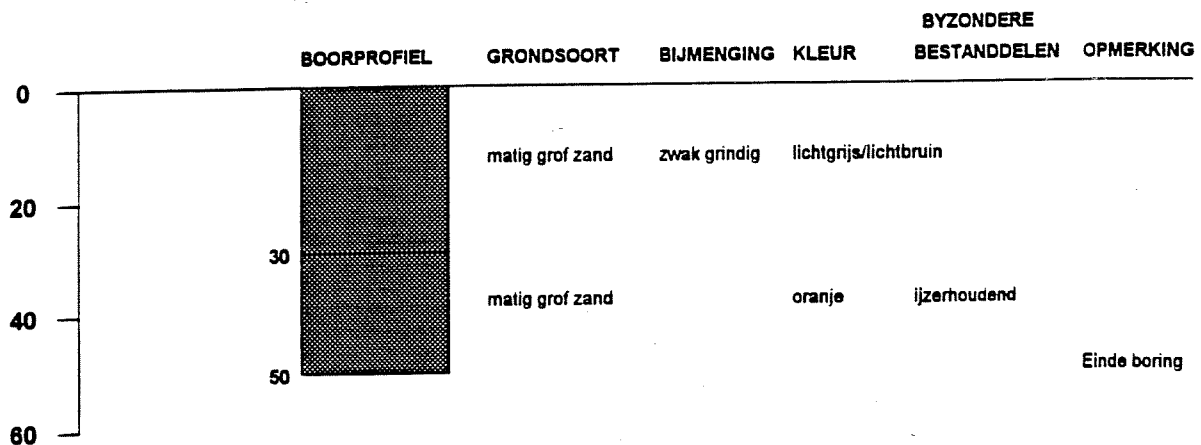 BYZONDERE
BOORPROFIEL GRONDSOORT BIJMENGING KLEUR BESTANDDELEN OPMERKING
0
matig grof zand zwak grindig lichtgrijs/lichtbruin
20
30
matig grof zand oranje ijzerhoudend
40
Einde boring
50
60